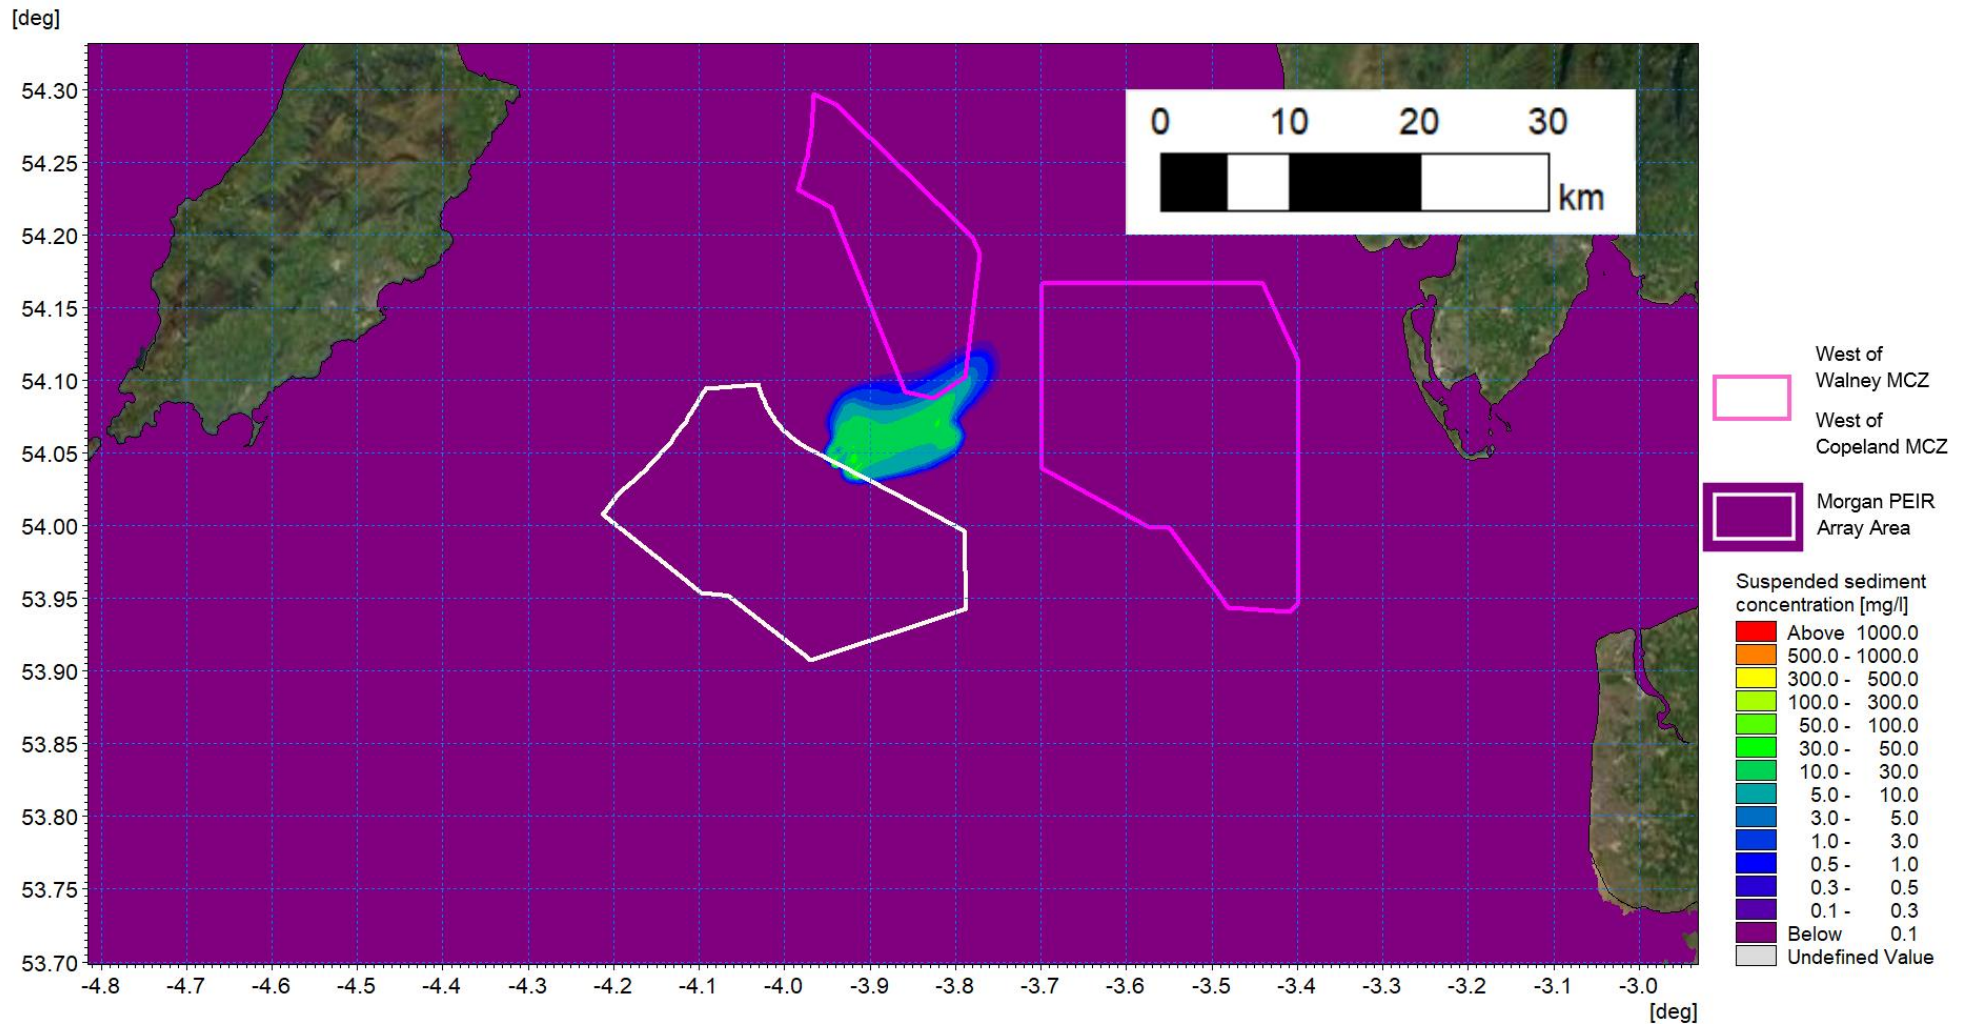 [deg]
54.30
54.25
54.20
54.15
54.10
54.05
54.00
53.95
53.90
53.85
53.80
53.75
53.70
-4.8 -4.7 -4.6 -4.5 -4.4 -4.3 -4.2 -4.1 -4.0 -3.9 -3.8 -3.7 -3.6 -3.5 -3.4 -3.3 -3.2 -3.1 -3.0
[deg]
0 10 20 30
km
West of
Walney MCZ
West of
Copeland MCZ
Morgan PEIR
Array Area
Suspended sediment
concentration [mg/l]
Above 1000.0
500.0 - 1000.0
300.0 - 500.0
100.0 - 300.0
50.0 - 100.0
30.0 - 50.0
10.0 - 30.0
5.0 - 10.0
3.0 - 5.0
1.0 - 3.0
0.5 - 1.0
0.3 - 0.5
0.1 - 0.3
Below 0.1
Undefined Value